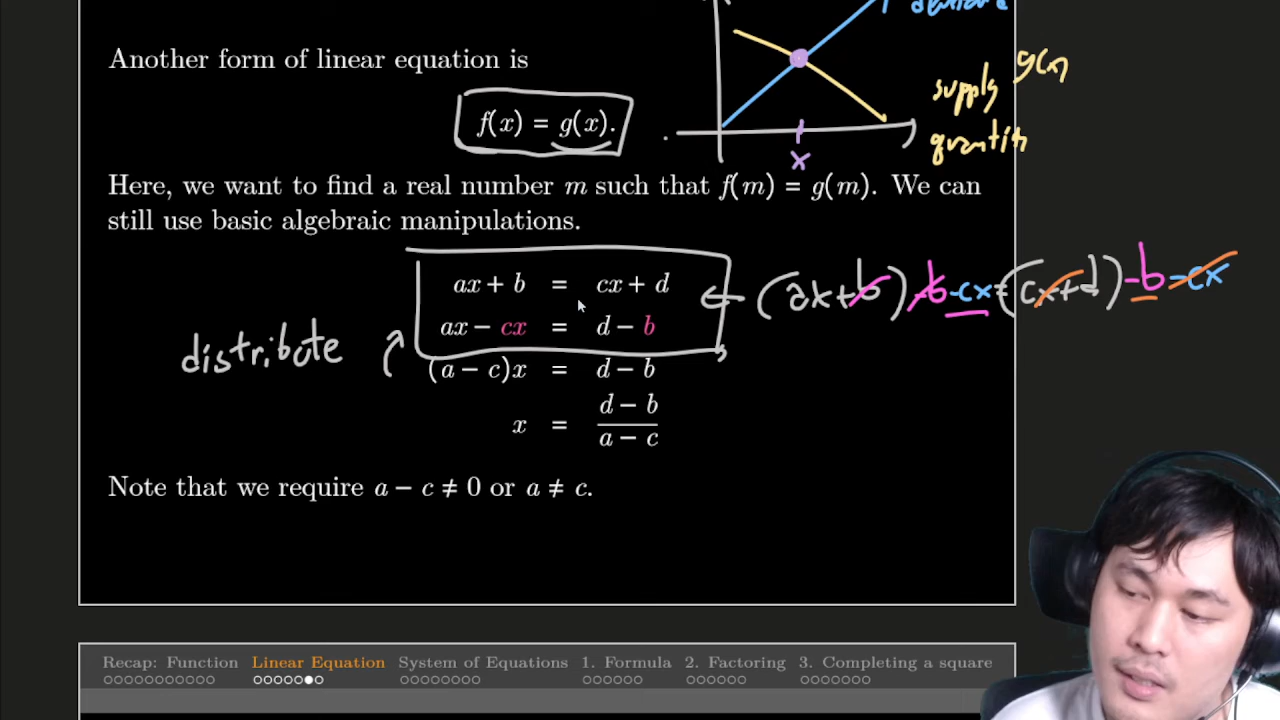 Another form of linear equation is
f(x) = g(x).
supply g(x)
x
Here, we want to find a real number m such that f(m) = g(m). We can
still use basic algebraic manipulations.
ax + b = cx + d
(ax+b) -b -cx = (cx+d) -b -cx
ax − cx = d − b
distribute
(a − c)x = d − b
x = d − b
a − c
Note that we require a − c ≠ 0 or a ≠ c.
Recap: Function Linear Equation System of Equations 1. Formula 2. Factoring 3. Completing a square